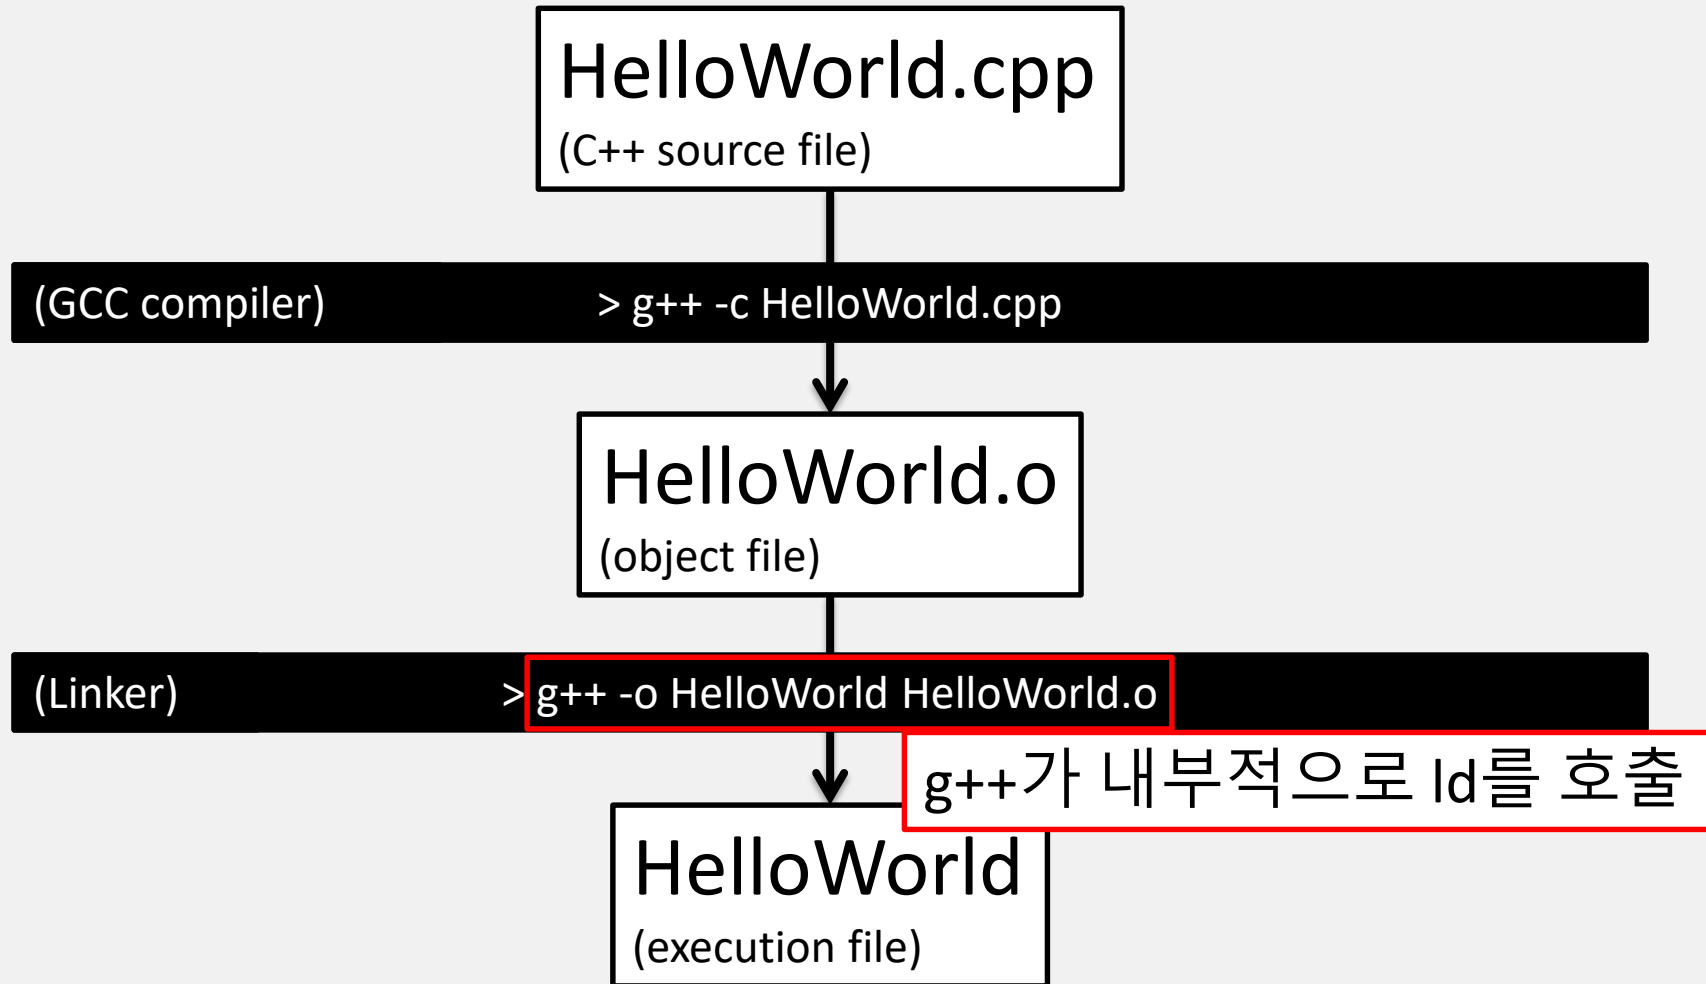 HelloWorld.cpp
(C++ source file)
(GCC compiler) > g++ -c HelloWorld.cpp
HelloWorld.o
(object file)
(Linker) > g++ -o HelloWorld HelloWorld.o
g++가 내부적으로 ld를 호출
HelloWorld
(execution file)